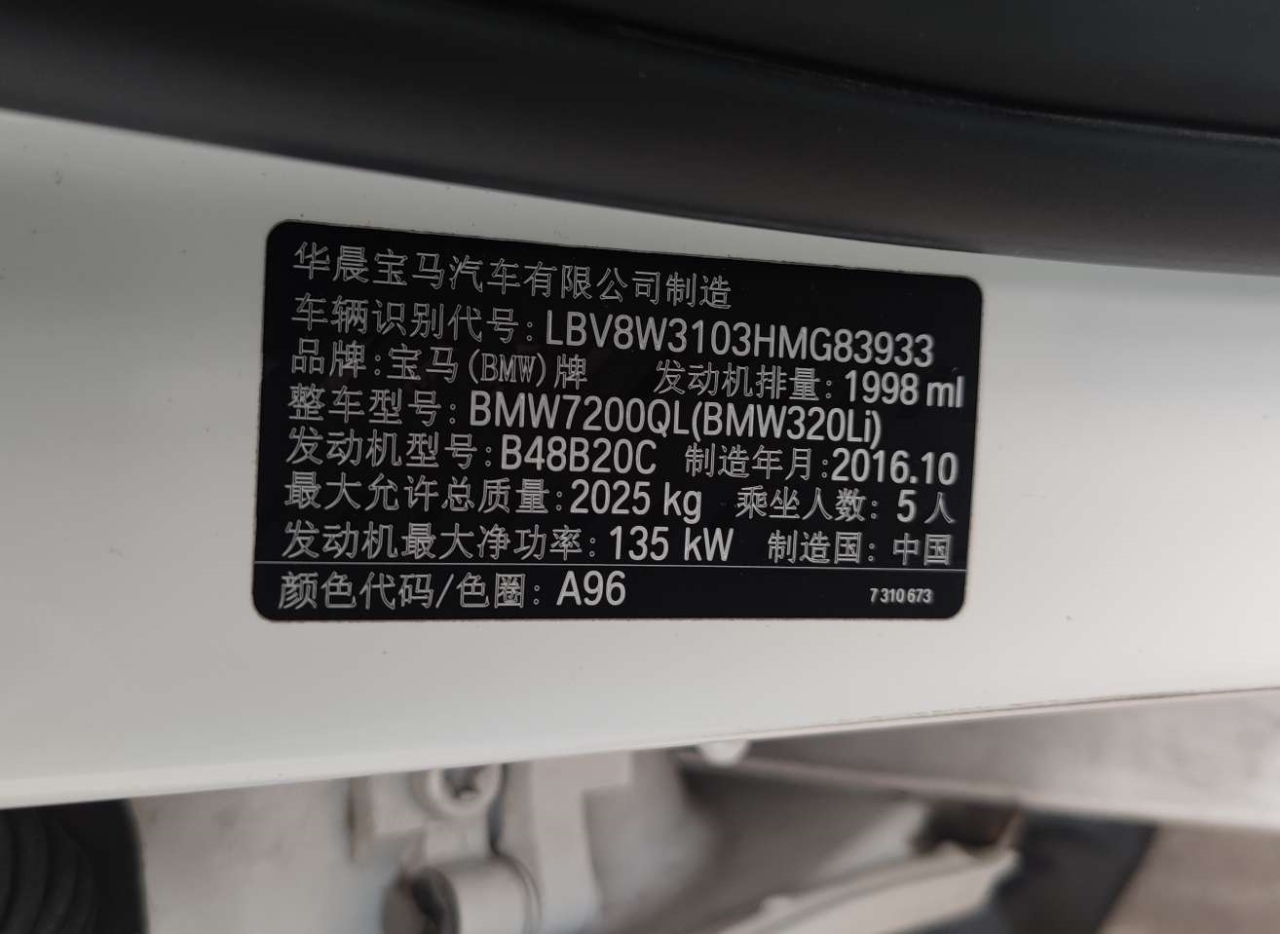 华晨宝马汽车有限公司制造
车辆识别代号: LBV8W3103HMG83933
品牌: 宝马(BMW)牌 发动机排量: 1998 ml
整车型号: BMW7200QL(BMW320Li)
发动机型号: B48B20C 制造年月: 2016.10
最大允许总质量: 2025 kg 乘坐人数: 5 人
发动机最大净功率: 135 kW 制造国: 中国
颜色代码/色圈: A96 7 310 673